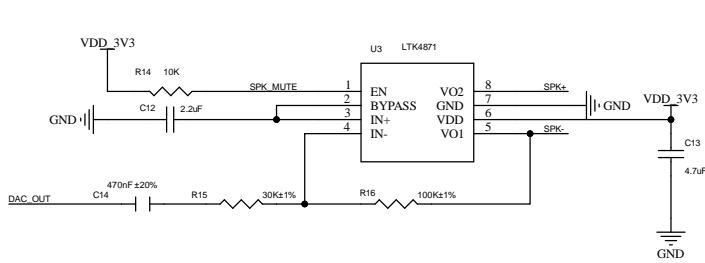 VDD_3V3
U3 LTK4871
R14 10K
SPK_MUTE 1 EN VO2 8 SPK+
C12 2.2uF 2 BYPASS GND 7 GND VDD_3V3
GND 3 IN+ VDD 6
4 IN- VO1 5 SPK-
C13
4.7uF
470nF±20%
DAC_OUT C14 R15 30K±1% R16 100K±1%
GND